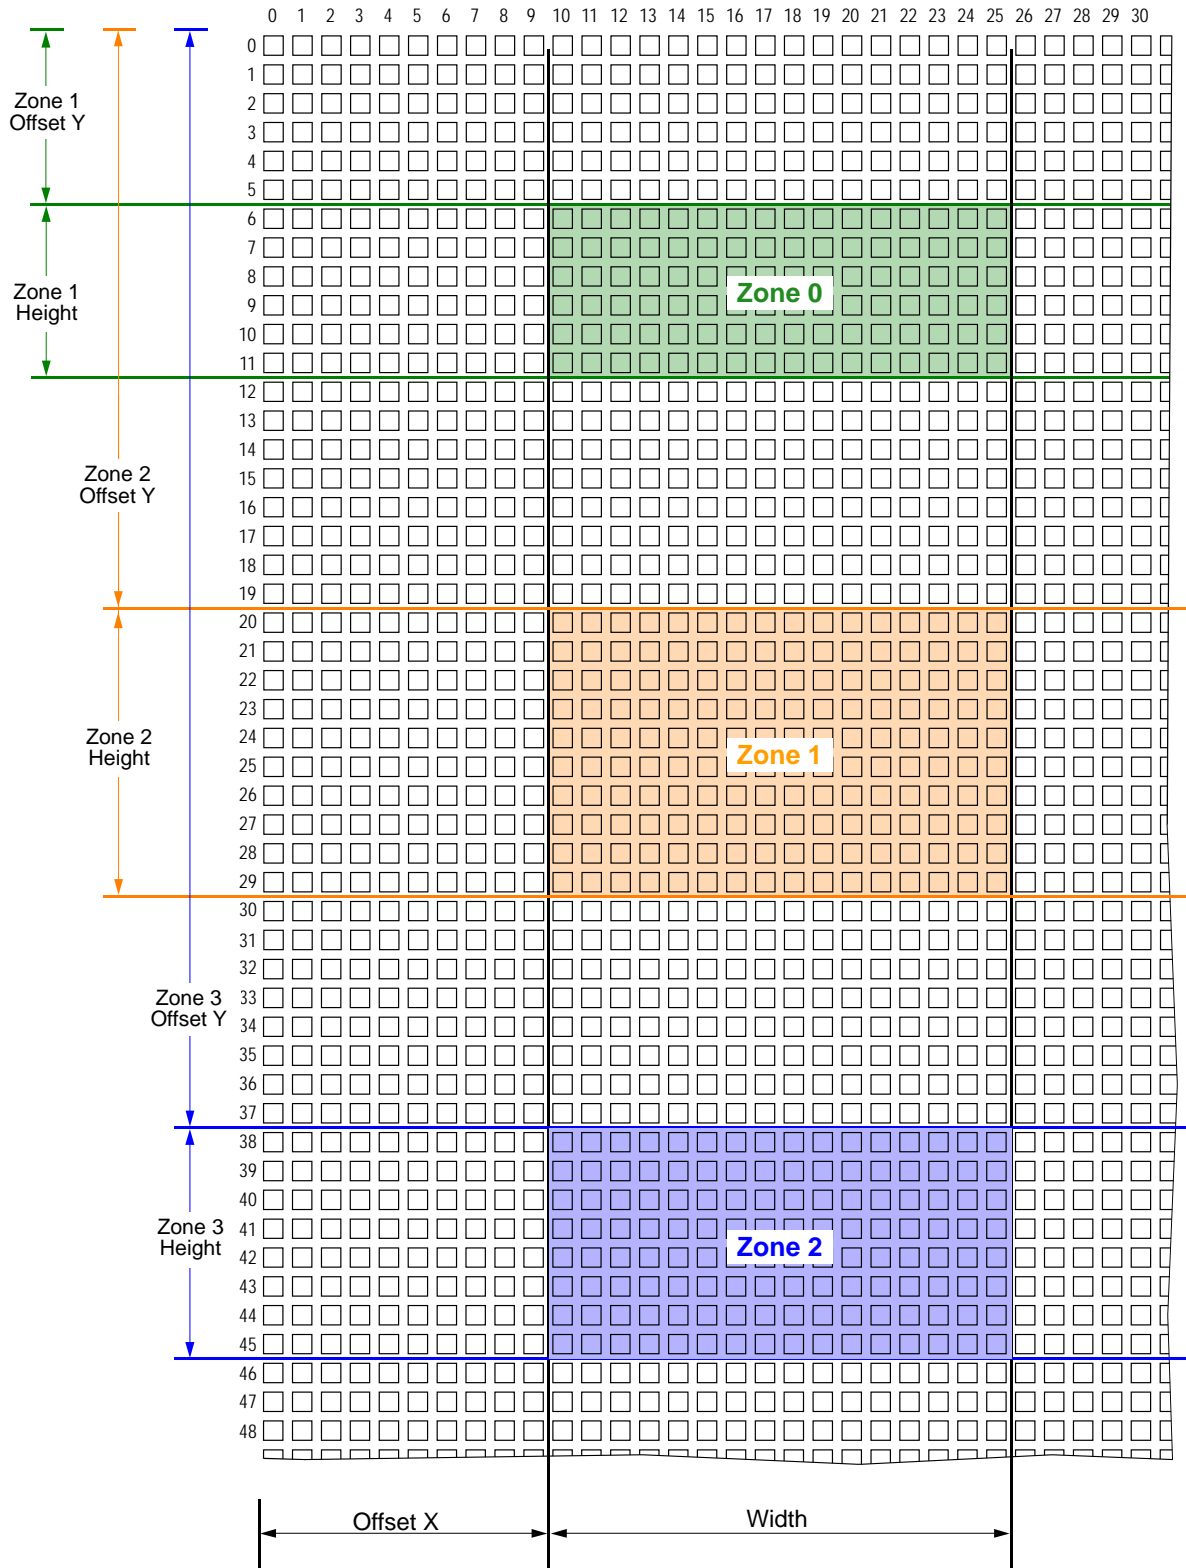 0 1 2 3 4 5 6 7 8 9 10 11 12 13 14 15 16 17 18 19 20 21 22 23 24 25 26 27 28 29 30
0
1
2
Zone 1
Offset Y
3
4
5
6
7
8
Zone 1
Height
Zone 0
9
10
11
12
13
14
15
Zone 2
Offset Y
16
17
18
19
20
21
22
23
Zone 2
Height
24
Zone 1
25
26
27
28
29
30
31
32
33
Zone 3
Offset Y
34
35
36
37
38
39
40
41
Zone 3
Height
Zone 2
42
43
44
45
46
47
48
Offset X
Width